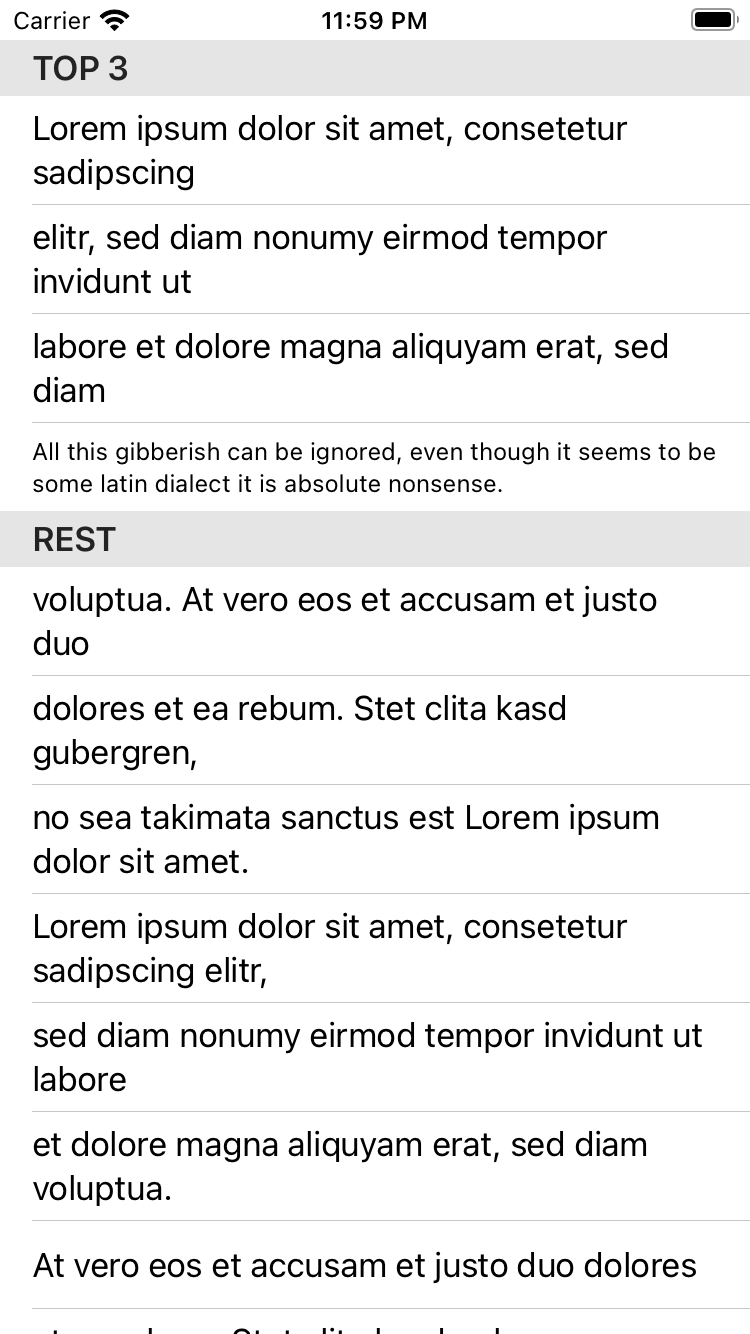 Carrier 11:59 PM
TOP 3
Lorem ipsum dolor sit amet, consetetur
sadipscing
elitr, sed diam nonumy eirmod tempor
invidunt ut
labore et dolore magna aliquyam erat, sed
diam
All this gibberish can be ignored, even though it seems to be
some latin dialect it is absolute nonsense.
REST
voluptua. At vero eos et accusam et justo
duo
dolores et ea rebum. Stet clita kasd
gubergren,
no sea takimata sanctus est Lorem ipsum
dolor sit amet.
Lorem ipsum dolor sit amet, consetetur
sadipscing elitr,
sed diam nonumy eirmod tempor invidunt ut
labore
et dolore magna aliquyam erat, sed diam
voluptua.
At vero eos et accusam et justo duo dolores